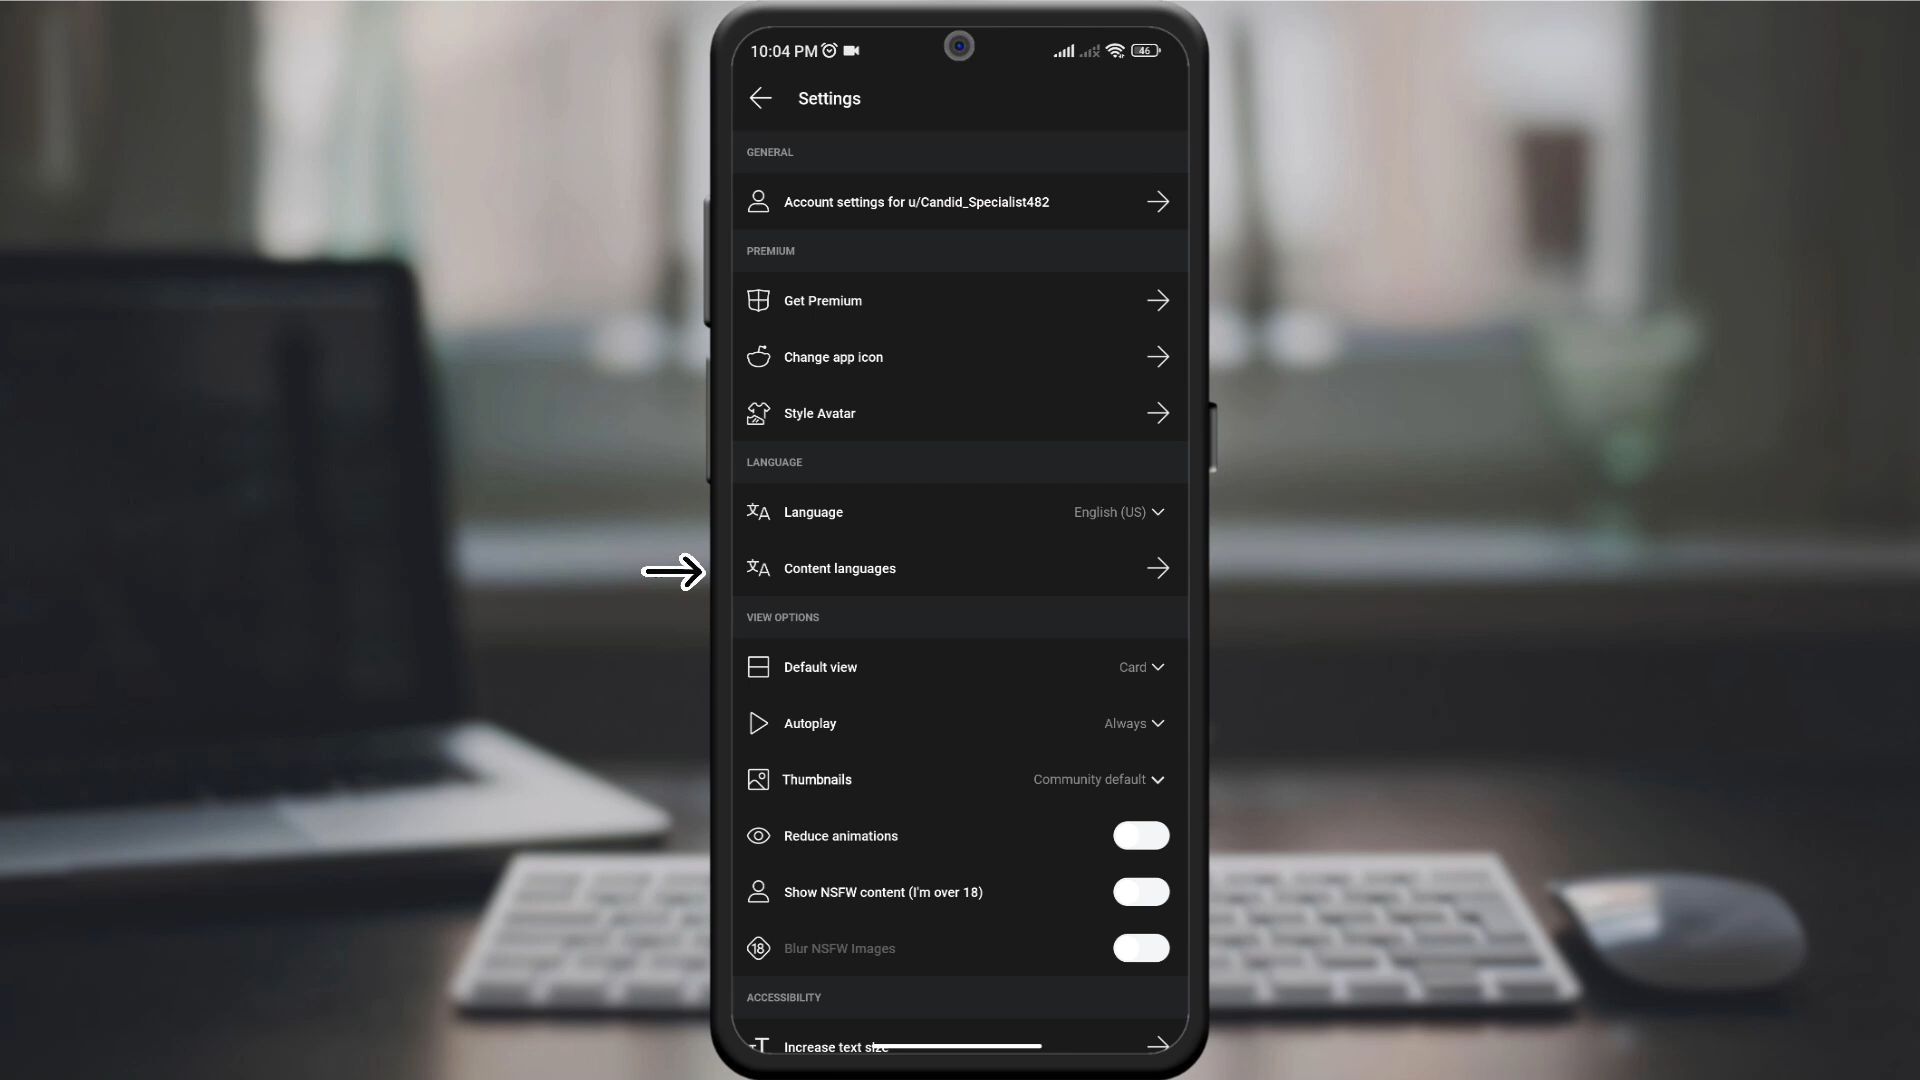 10:04 PM
46
Settings
GENERAL
Account settings for u/Candid_Specialist482
PREMIUM
Get Premium
Change app icon
Style Avatar
LANGUAGE
Language English (US)
Content languages
VIEW OPTIONS
Default view Card
Autoplay Always
Thumbnails Community default
Reduce animations
Show NSFW content (I'm over 18)
18 Blur NSFW Images
ACCESSIBILITY
Increase text size